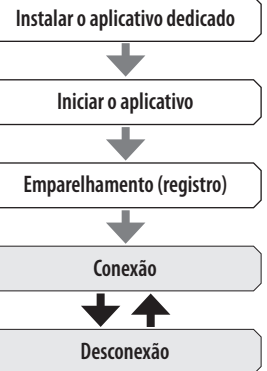 Instalar o aplicativo dedicado
Iniciar o aplicativo
Emparelhamento (registro)
Conexão
Desconexão